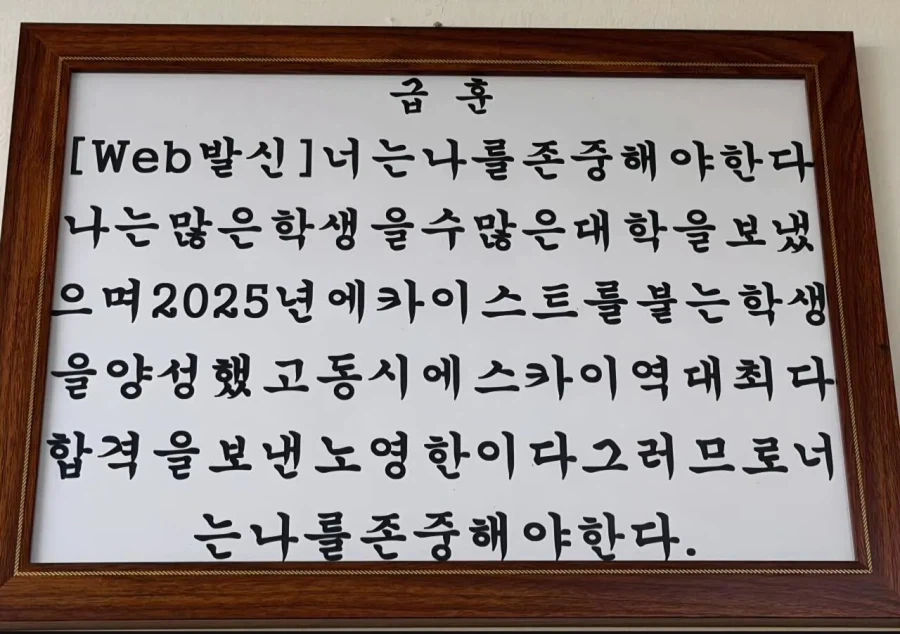 급 훈
[Web발신]너는나를존중해야한다
나는많은학생을수많은대학을보냈
으며2025년에카이스트를붙는학생
을양성했고동시에스카이역대최다
합격을보낸노영한이다그러므로너
는나를존중해야한다.